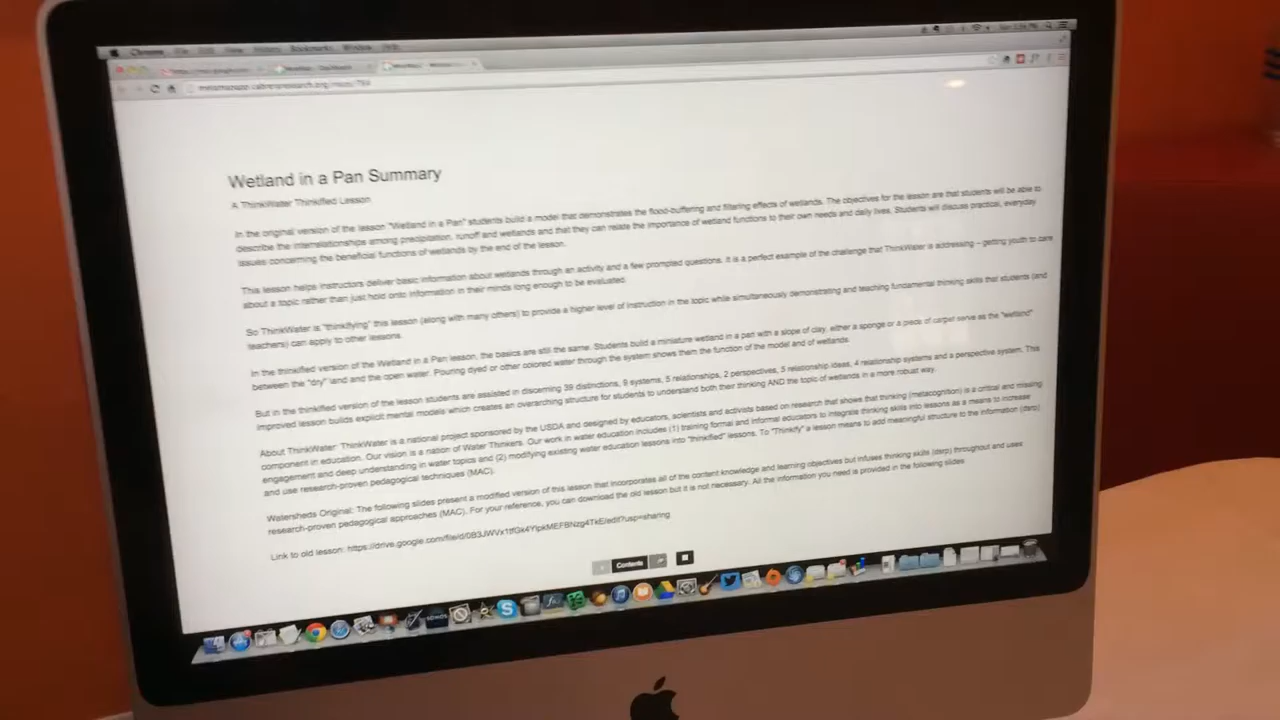 Chrome File Edit View History Bookmarks Window Help
Wetland in a Pan Summary
A ThinkWater Thinkified Lesson
In the original version of the lesson "Wetland in a Pan" students build a model that demonstrates the flood-buffering and filtering effects of wetlands. The objectives for the lesson are that students will be able to
describe the interrelationships among precipitation, runoff and wetlands and that they can relate the importance of wetland functions to their own needs and daily lives. Students will discuss practical, everyday
issues concerning the beneficial functions of wetlands by the end of the lesson.
This lesson helps instructors deliver basic information about wetlands through an activity and a few prompted questions. It is a perfect example of the challenge that ThinkWater is addressing – getting youth to care
about a topic rather than just hold onto information in their minds long enough to be evaluated.
So ThinkWater is "thinkifying" this lesson (along with many others) to provide a higher level of instruction in the topic while simultaneously demonstrating and teaching fundamental thinking skills that students (and
teachers) can apply to other lessons.
In the thinkified version of the Wetland in a Pan lesson, the basics are still the same. Students build a miniature wetland in a pan with a slope of clay, either a sponge or a piece of carpet serve as the "wetland"
between the "dry" land and the open water. Pouring dyed or other colored water through the system shows them the function of the model and of wetlands.
But in the thinkified version of the lesson students are assisted in discerning 39 distinctions, 9 systems, 5 relationships, 2 perspectives, 5 relationship ideas, 4 relationship systems and a perspective system. This
improved lesson builds explicit mental models which creates an overarching structure for students to understand both their thinking AND the topic of wetlands in a more robust way.
About ThinkWater: ThinkWater is a national project sponsored by the USDA and designed by educators, scientists and activists based on research that shows that thinking (metacognition) is a critical and missing
component in education. Our vision is a nation of Water Thinkers. Our work in water education includes (1) training formal and informal educators to integrate thinking skills into lessons as a means to increase
engagement and deep understanding in water topics and (2) modifying existing water education lessons into "thinkified" lessons. To "Thinkify" a lesson means to add meaningful structure to the information (dsrp)
and use research-proven pedagogical techniques (MAC).
Watersheds Original: The following slides present a modified version of this lesson that incorporates all of the content knowledge and learning objectives but infuses thinking skills (dsrp) throughout and uses
research-proven pedagogical approaches (MAC). For your reference, you can download the old lesson but it is not necessary. All the information you need is provided in the following slides
Link to old lesson:
Contents
SONOS